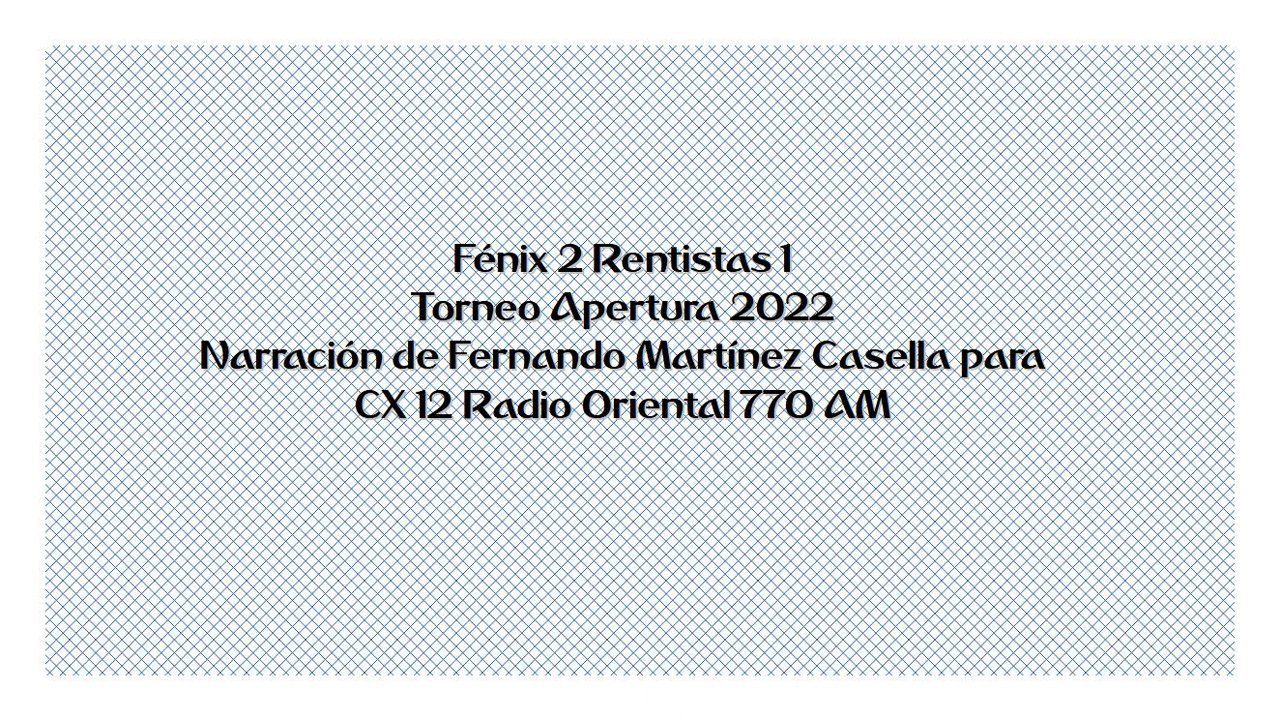 Fénix 2 Rentistas 1
Torneo Apertura 2022
Narración de Fernando Martínez Casella para
CX 12 Radio Oriental 770 AM